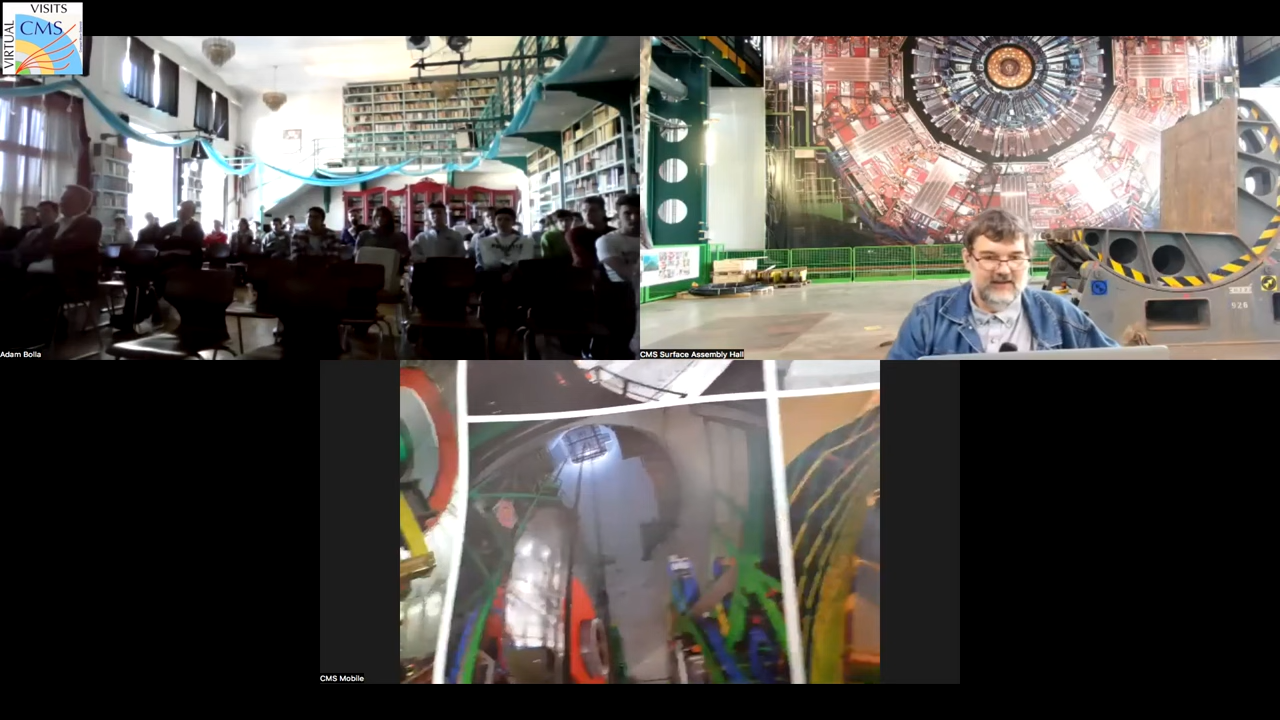 VISITS
CMS
VIRTUAL
Adam Bolla
CMS Surface Assembly Hall
CMS Mobile